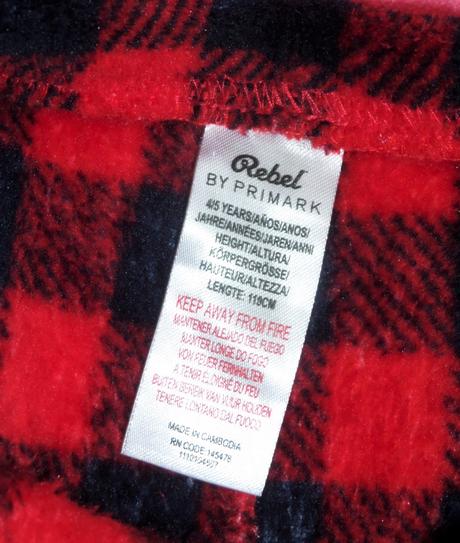 Rebel
BY PRIMARK
4/5 YEARS/AÑOS/ANOS/
JAHRE/ANNÉES/JAREN/ANNI
HEIGHT/ALTURA/
KÖRPERGRÖSSE/
HAUTEUR/ALTEZZA/
LENGTE: 110CM
KEEP AWAY FROM FIRE
MANTENER ALEJADO DEL FUEGO
MANTER LONGE DO FOGO
VON FEUER FERNHALTEN
A TENIR ÉLOIGNÉ DU FEU
BUITEN BEREIK VAN VUUR HOUDEN
TENERE LONTANO DAL FUOCO
MADE IN CAMBODIA
RN CODE: 145478